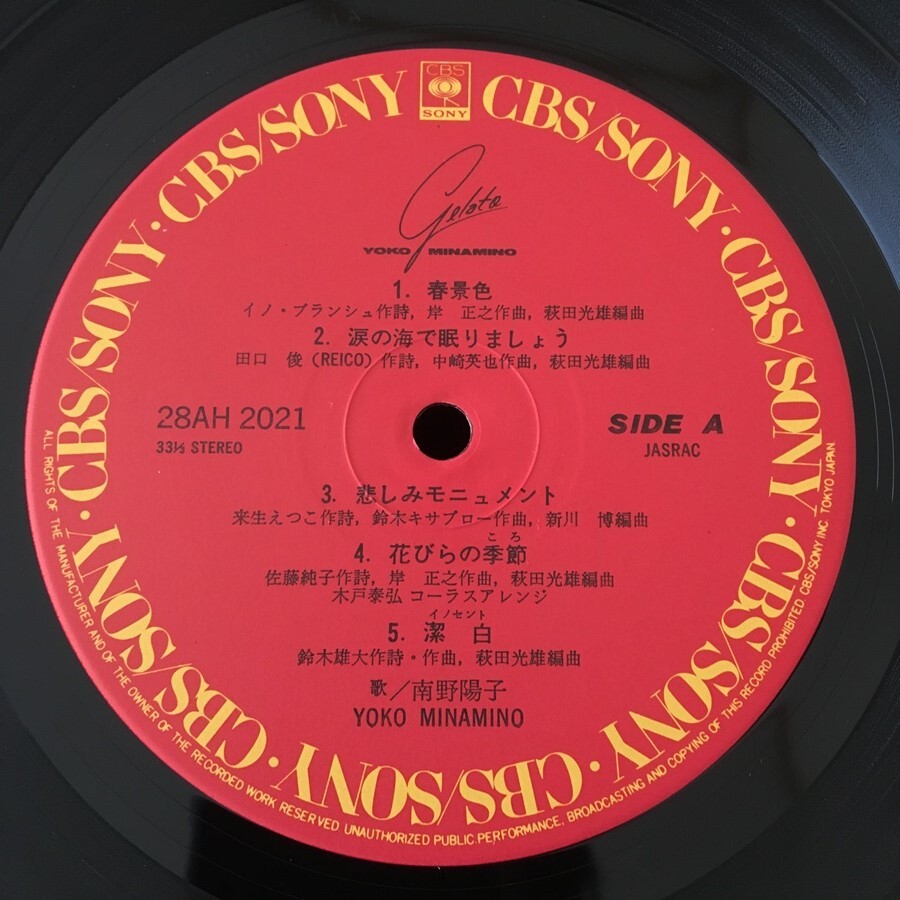 CBS
SONY
CBS/SONY · CBS/SONY · CBS/SONY · CBS/SONY · CBS/SONY · CBS/SONY · CBS/SONY · CBS/SONY · CBS/SONY
Gelato
YOKO MINAMINO
1. 春景色
イノ・ブランシュ作詩, 岸 正之作曲, 萩田光雄編曲
2. 涙の海で眠りましょう
田口 俊(REICO)作詩, 中崎英也作曲, 萩田光雄編曲
28AH 2021
33⅓ STEREO
SIDE A
JASRAC
3. 悲しみモニュメント
来生えつこ作詩, 鈴木キサブロー作曲, 新川 博編曲
ころ
4. 花びらの季節
佐藤純子作詩, 岸 正之作曲, 萩田光雄編曲
木戸泰弘 コーラスアレンジ
イノセント
5. 潔 白
鈴木雄大作詩・作曲, 萩田光雄編曲
歌/南野陽子
YOKO MINAMINO
ALL RIGHTS OF THE MANUFACTURER AND OF THE OWNER OF THE RECORDED WORK RESERVED UNAUTHORIZED PUBLIC PERFORMANCE, BROADCASTING AND COPYING OF THIS RECORD PROHIBITED CBS/SONY INC TOKYO JAPAN